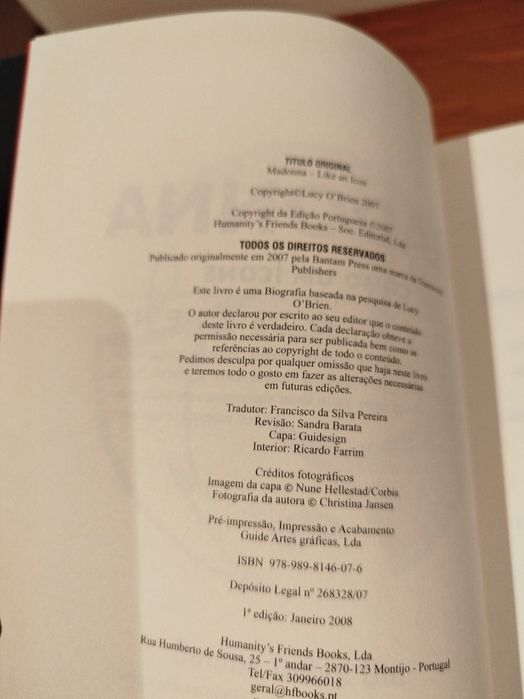 TITULO ORIGINAL
Madonna – Like an Icon
Copyright©Lucy O'Brien 2007
Copyright da Edição Portuguesa ©2007
Humanity's Friends Books – Soc. Editorial, Lda
TODOS OS DIREITOS RESERVADOS
Publicado originalmente em 2007 pela Bantam Press uma marca de
Publishers
Este livro é uma Biografia baseada na pesquisa de Lucy
O'Brien.
O autor declarou por escrito ao seu editor que o conteúdo
deste livro é verdadeiro. Cada declaração obteve a
permissão necessária para ser publicada bem como as
referências ao copyright de todo o conteúdo.
Pedimos desculpa por qualquer omissão que haja neste livro
e teremos todo o gosto em fazer as alterações necessárias
em futuras edições.
Tradutor: Francisco da Silva Pereira
Revisão: Sandra Barata
Capa: Guidesign
Interior: Ricardo Farrim
Créditos fotográficos
Imagem da capa © Nune Hellestad/Corbis
Fotografia da autora © Christina Jansen
Pré-impressão, Impressão e Acabamento
Guide Artes gráficas, Lda
ISBN 978-989-8146-07-6
Depósito Legal nº 268328/07
1ª edição: Janeiro 2008
Humanity's Friends Books, Lda
Rua Humberto de Sousa, 25 – 1º andar – 2870-123 Montijo - Portugal
Tel/Fax 309966018
geral@hfbooks.pt